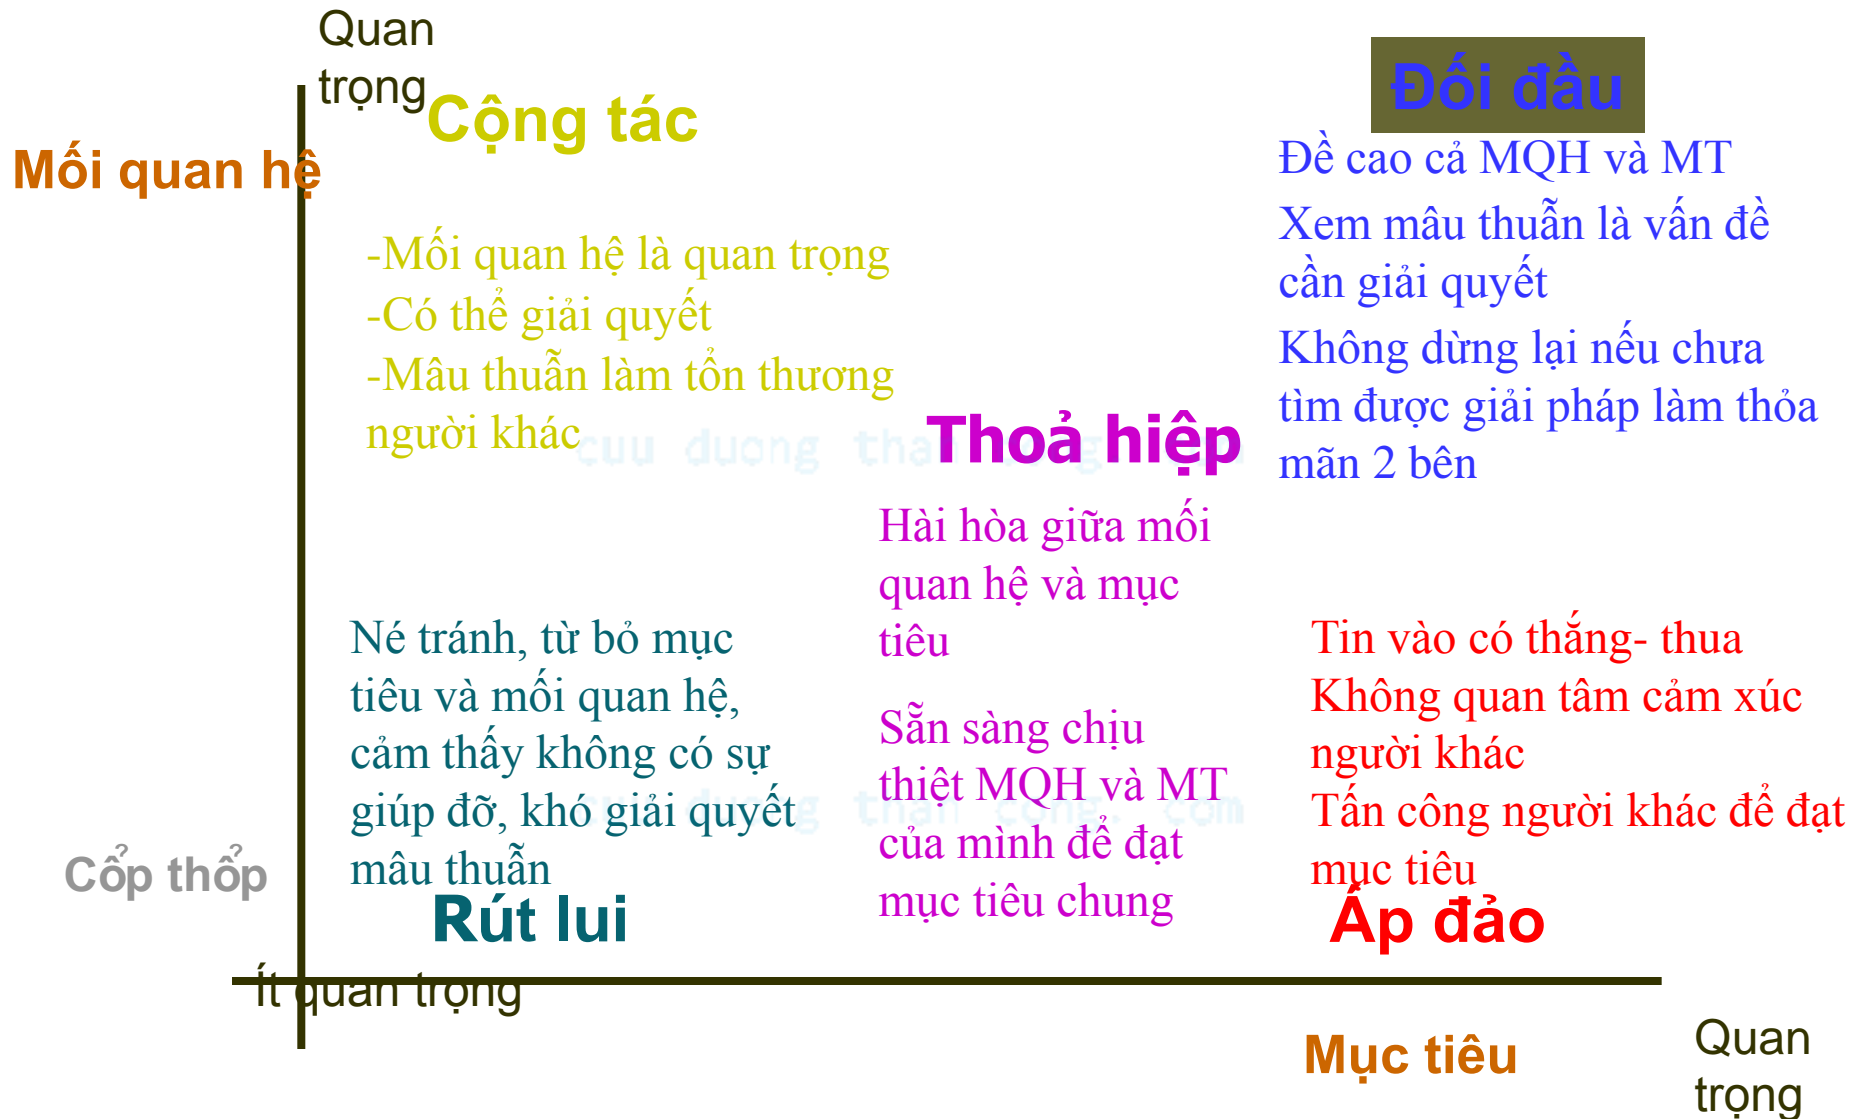 Quan
trọng
Cộng tác
Đối đầu
Mối quan hệ
Đề cao cả MQH và MT
Xem mâu thuẫn là vấn đề
cần giải quyết
Không dừng lại nếu chưa
tìm được giải pháp làm thỏa
mãn 2 bên
-Mối quan hệ là quan trọng
-Có thể giải quyết
-Mâu thuẫn làm tổn thương
người khác
Thoả hiệp
cuu duong
Hài hòa giữa mối
quan hệ và mục
tiêu
Sẵn sàng chịu
thiệt MQH và MT
của mình để đạt
mục tiêu chung
Né tránh, từ bỏ mục
tiêu và mối quan hệ,
cảm thấy không có sự
giúp đỡ, khó giải quyết
mâu thuẫn
Rút lui
Tin vào có thắng- thua
Không quan tâm cảm xúc
người khác
Tấn công người khác để đạt
mục tiêu
Áp đảo
than cong. com
Cổp thổp
Ít quan trọng
Mục tiêu
Quan
trọng